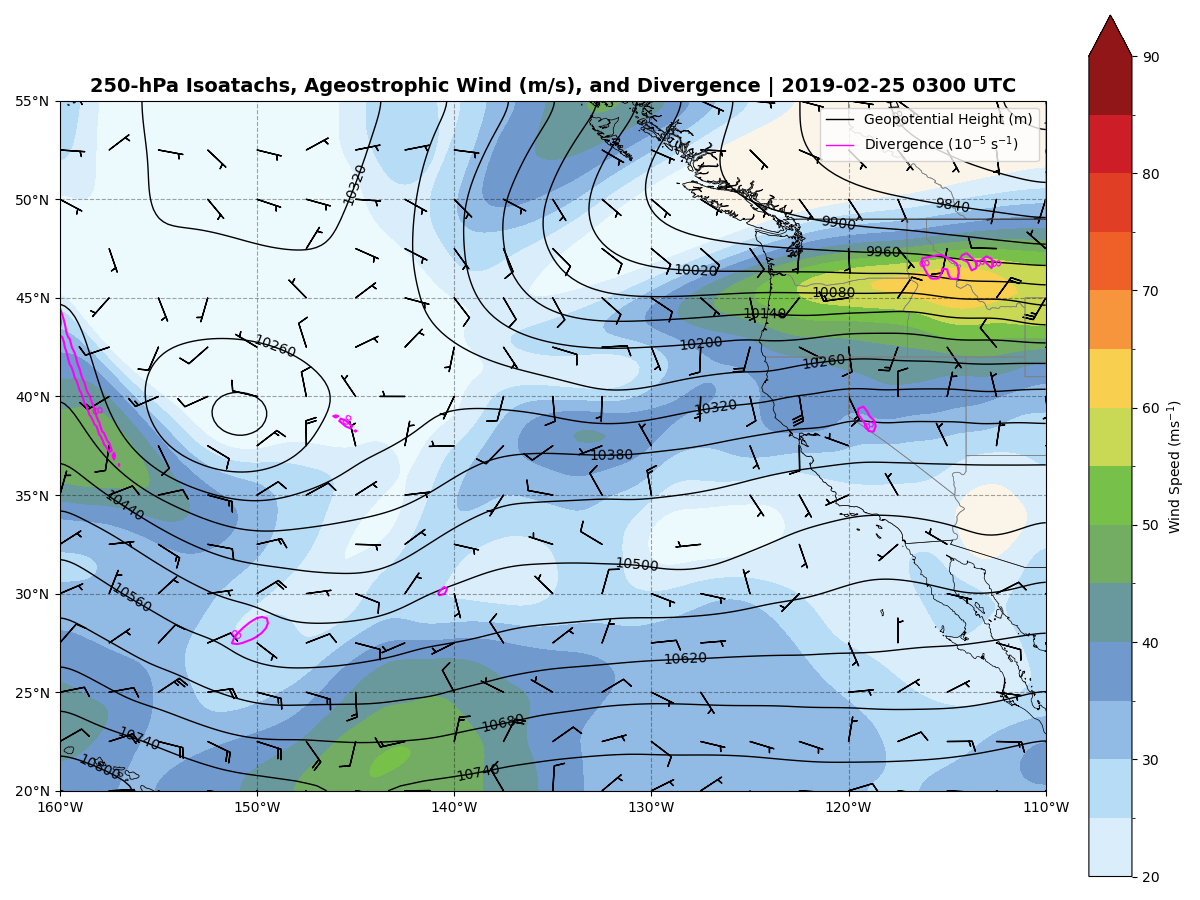 250-hPa Isoatachs, Ageostrophic Wind (m/s), and Divergence | 2019-02-25 0300 UTC
Geopotential Height (m)
Divergence (10⁻⁵ s⁻¹)
55°N
50°N
45°N
40°N
35°N
30°N
25°N
20°N
160°W
150°W
140°W
130°W
120°W
110°W
10320
9840
9900
9960
10020
10080
10140
10200
10260
10260
10320
10380
10440
10500
10560
10620
10680
10740
10740
10800
90
80
70
60
50
40
30
20
Wind Speed (ms⁻¹)